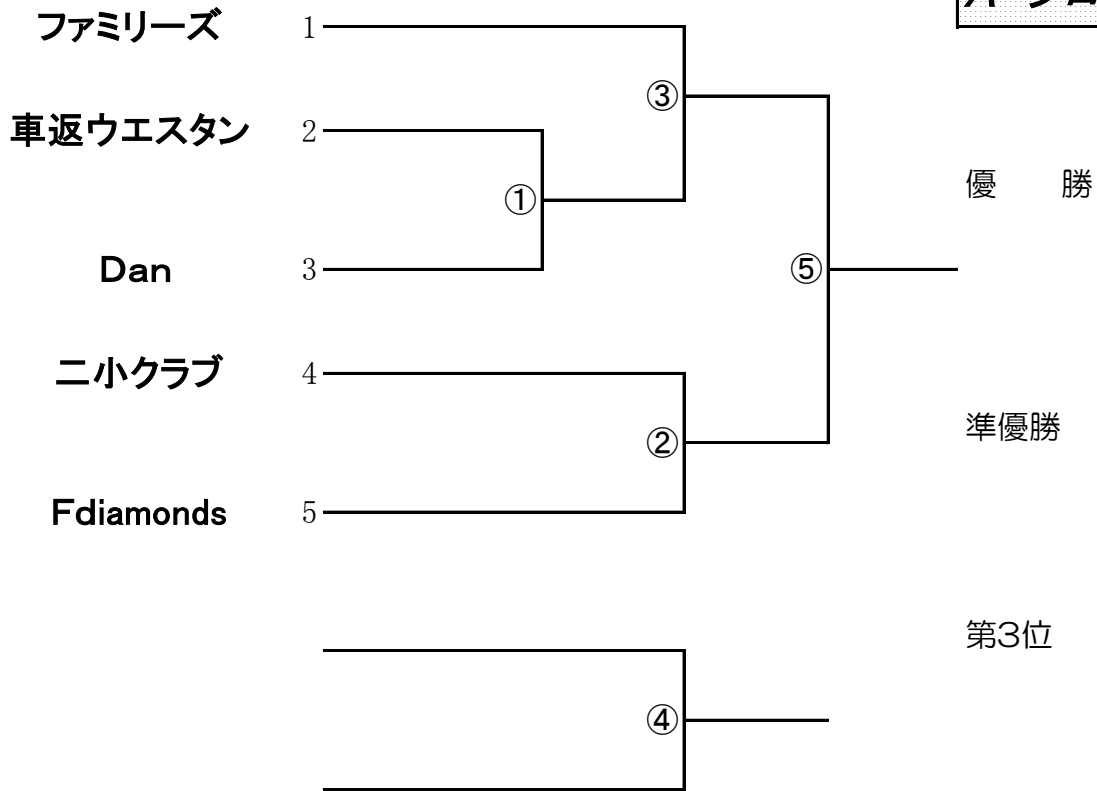 ファミリーズ 1
③
車返ウエスタン 2
優　　勝
①
Dan 3
⑤
二小クラブ 4
準優勝
②
Fdiamonds 5
第3位
④